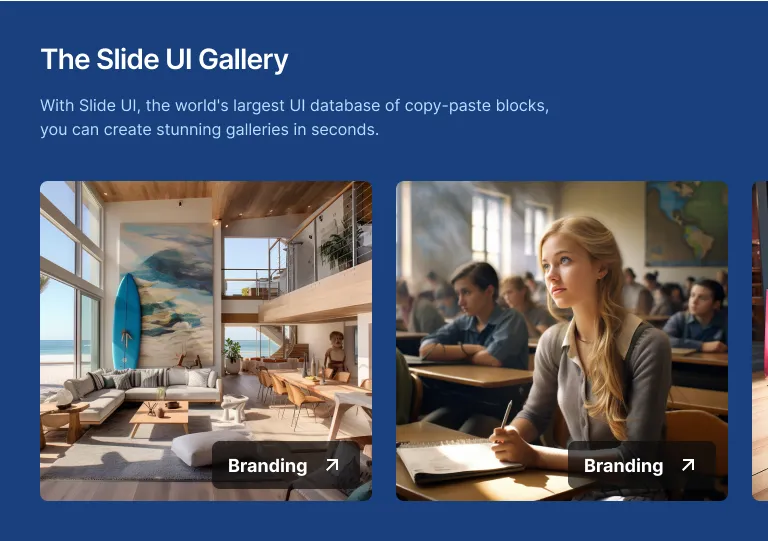 The Slide UI Gallery
With Slide UI, the world's largest UI database of copy-paste blocks,
you can create stunning galleries in seconds.
Branding
Branding